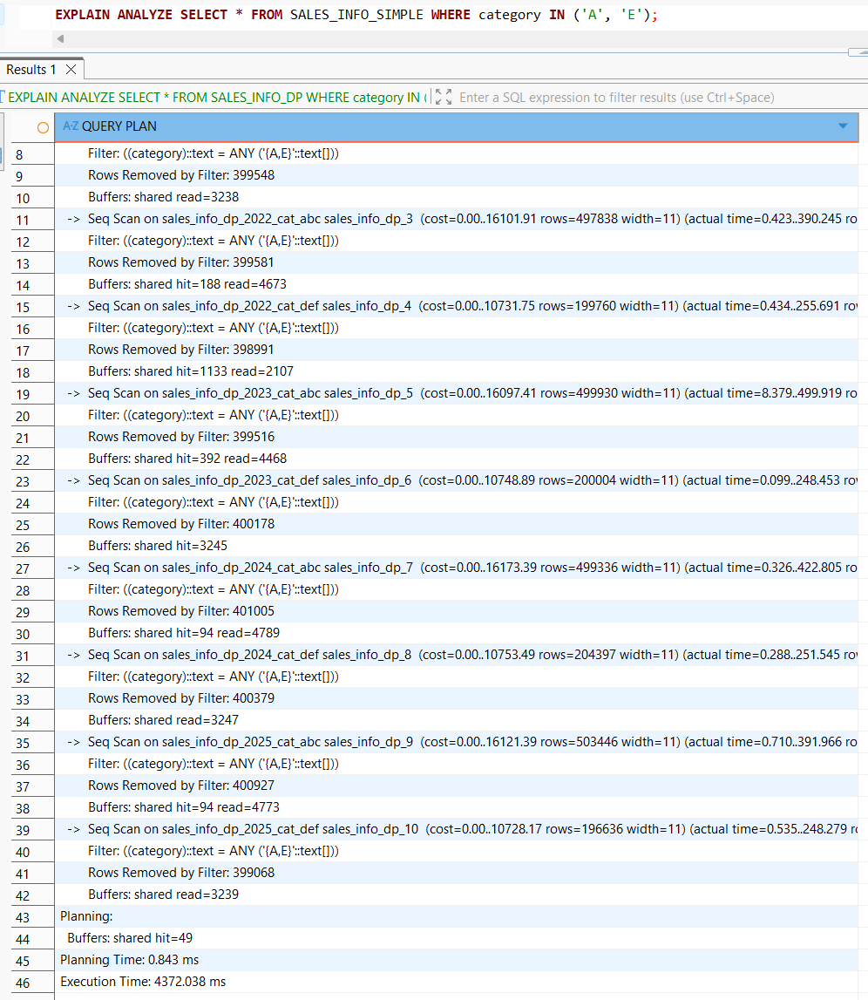 EXPLAIN ANALYZE SELECT * FROM SALES_INFO_SIMPLE WHERE category IN ('A', 'E');
Results 1
EXPLAIN ANALYZE SELECT * FROM SALES_INFO_DP WHERE category IN (
Enter a SQL expression to filter results (use Ctrl+Space)
A-Z QUERY PLAN
8 Filter: ((category)::text = ANY ('{A,E}'::text[]))
9 Rows Removed by Filter: 399548
10 Buffers: shared read=3238
11 -> Seq Scan on sales_info_dp_2022_cat_abc sales_info_dp_3 (cost=0.00..16101.91 rows=497838 width=11) (actual time=0.423..390.245 ro
12 Filter: ((category)::text = ANY ('{A,E}'::text[]))
13 Rows Removed by Filter: 399581
14 Buffers: shared hit=188 read=4673
15 -> Seq Scan on sales_info_dp_2022_cat_def sales_info_dp_4 (cost=0.00..10731.75 rows=199760 width=11) (actual time=0.434..255.691 ro
16 Filter: ((category)::text = ANY ('{A,E}'::text[]))
17 Rows Removed by Filter: 398991
18 Buffers: shared hit=1133 read=2107
19 -> Seq Scan on sales_info_dp_2023_cat_abc sales_info_dp_5 (cost=0.00..16097.41 rows=499930 width=11) (actual time=8.379..499.919 ro
20 Filter: ((category)::text = ANY ('{A,E}'::text[]))
21 Rows Removed by Filter: 399516
22 Buffers: shared hit=392 read=4468
23 -> Seq Scan on sales_info_dp_2023_cat_def sales_info_dp_6 (cost=0.00..10748.89 rows=200004 width=11) (actual time=0.099..248.453 ro
24 Filter: ((category)::text = ANY ('{A,E}'::text[]))
25 Rows Removed by Filter: 400178
26 Buffers: shared hit=3245
27 -> Seq Scan on sales_info_dp_2024_cat_abc sales_info_dp_7 (cost=0.00..16173.39 rows=499336 width=11) (actual time=0.326..422.805 ro
28 Filter: ((category)::text = ANY ('{A,E}'::text[]))
29 Rows Removed by Filter: 401005
30 Buffers: shared hit=94 read=4789
31 -> Seq Scan on sales_info_dp_2024_cat_def sales_info_dp_8 (cost=0.00..10753.49 rows=204397 width=11) (actual time=0.288..251.545 ro
32 Filter: ((category)::text = ANY ('{A,E}'::text[]))
33 Rows Removed by Filter: 400379
34 Buffers: shared read=3247
35 -> Seq Scan on sales_info_dp_2025_cat_abc sales_info_dp_9 (cost=0.00..16121.39 rows=503446 width=11) (actual time=0.710..391.966 ro
36 Filter: ((category)::text = ANY ('{A,E}'::text[]))
37 Rows Removed by Filter: 400927
38 Buffers: shared hit=94 read=4773
39 -> Seq Scan on sales_info_dp_2025_cat_def sales_info_dp_10 (cost=0.00..10728.17 rows=196636 width=11) (actual time=0.535..248.279 r
40 Filter: ((category)::text = ANY ('{A,E}'::text[]))
41 Rows Removed by Filter: 399068
42 Buffers: shared read=3239
43 Planning:
44 Buffers: shared hit=49
45 Planning Time: 0.843 ms
46 Execution Time: 4372.038 ms